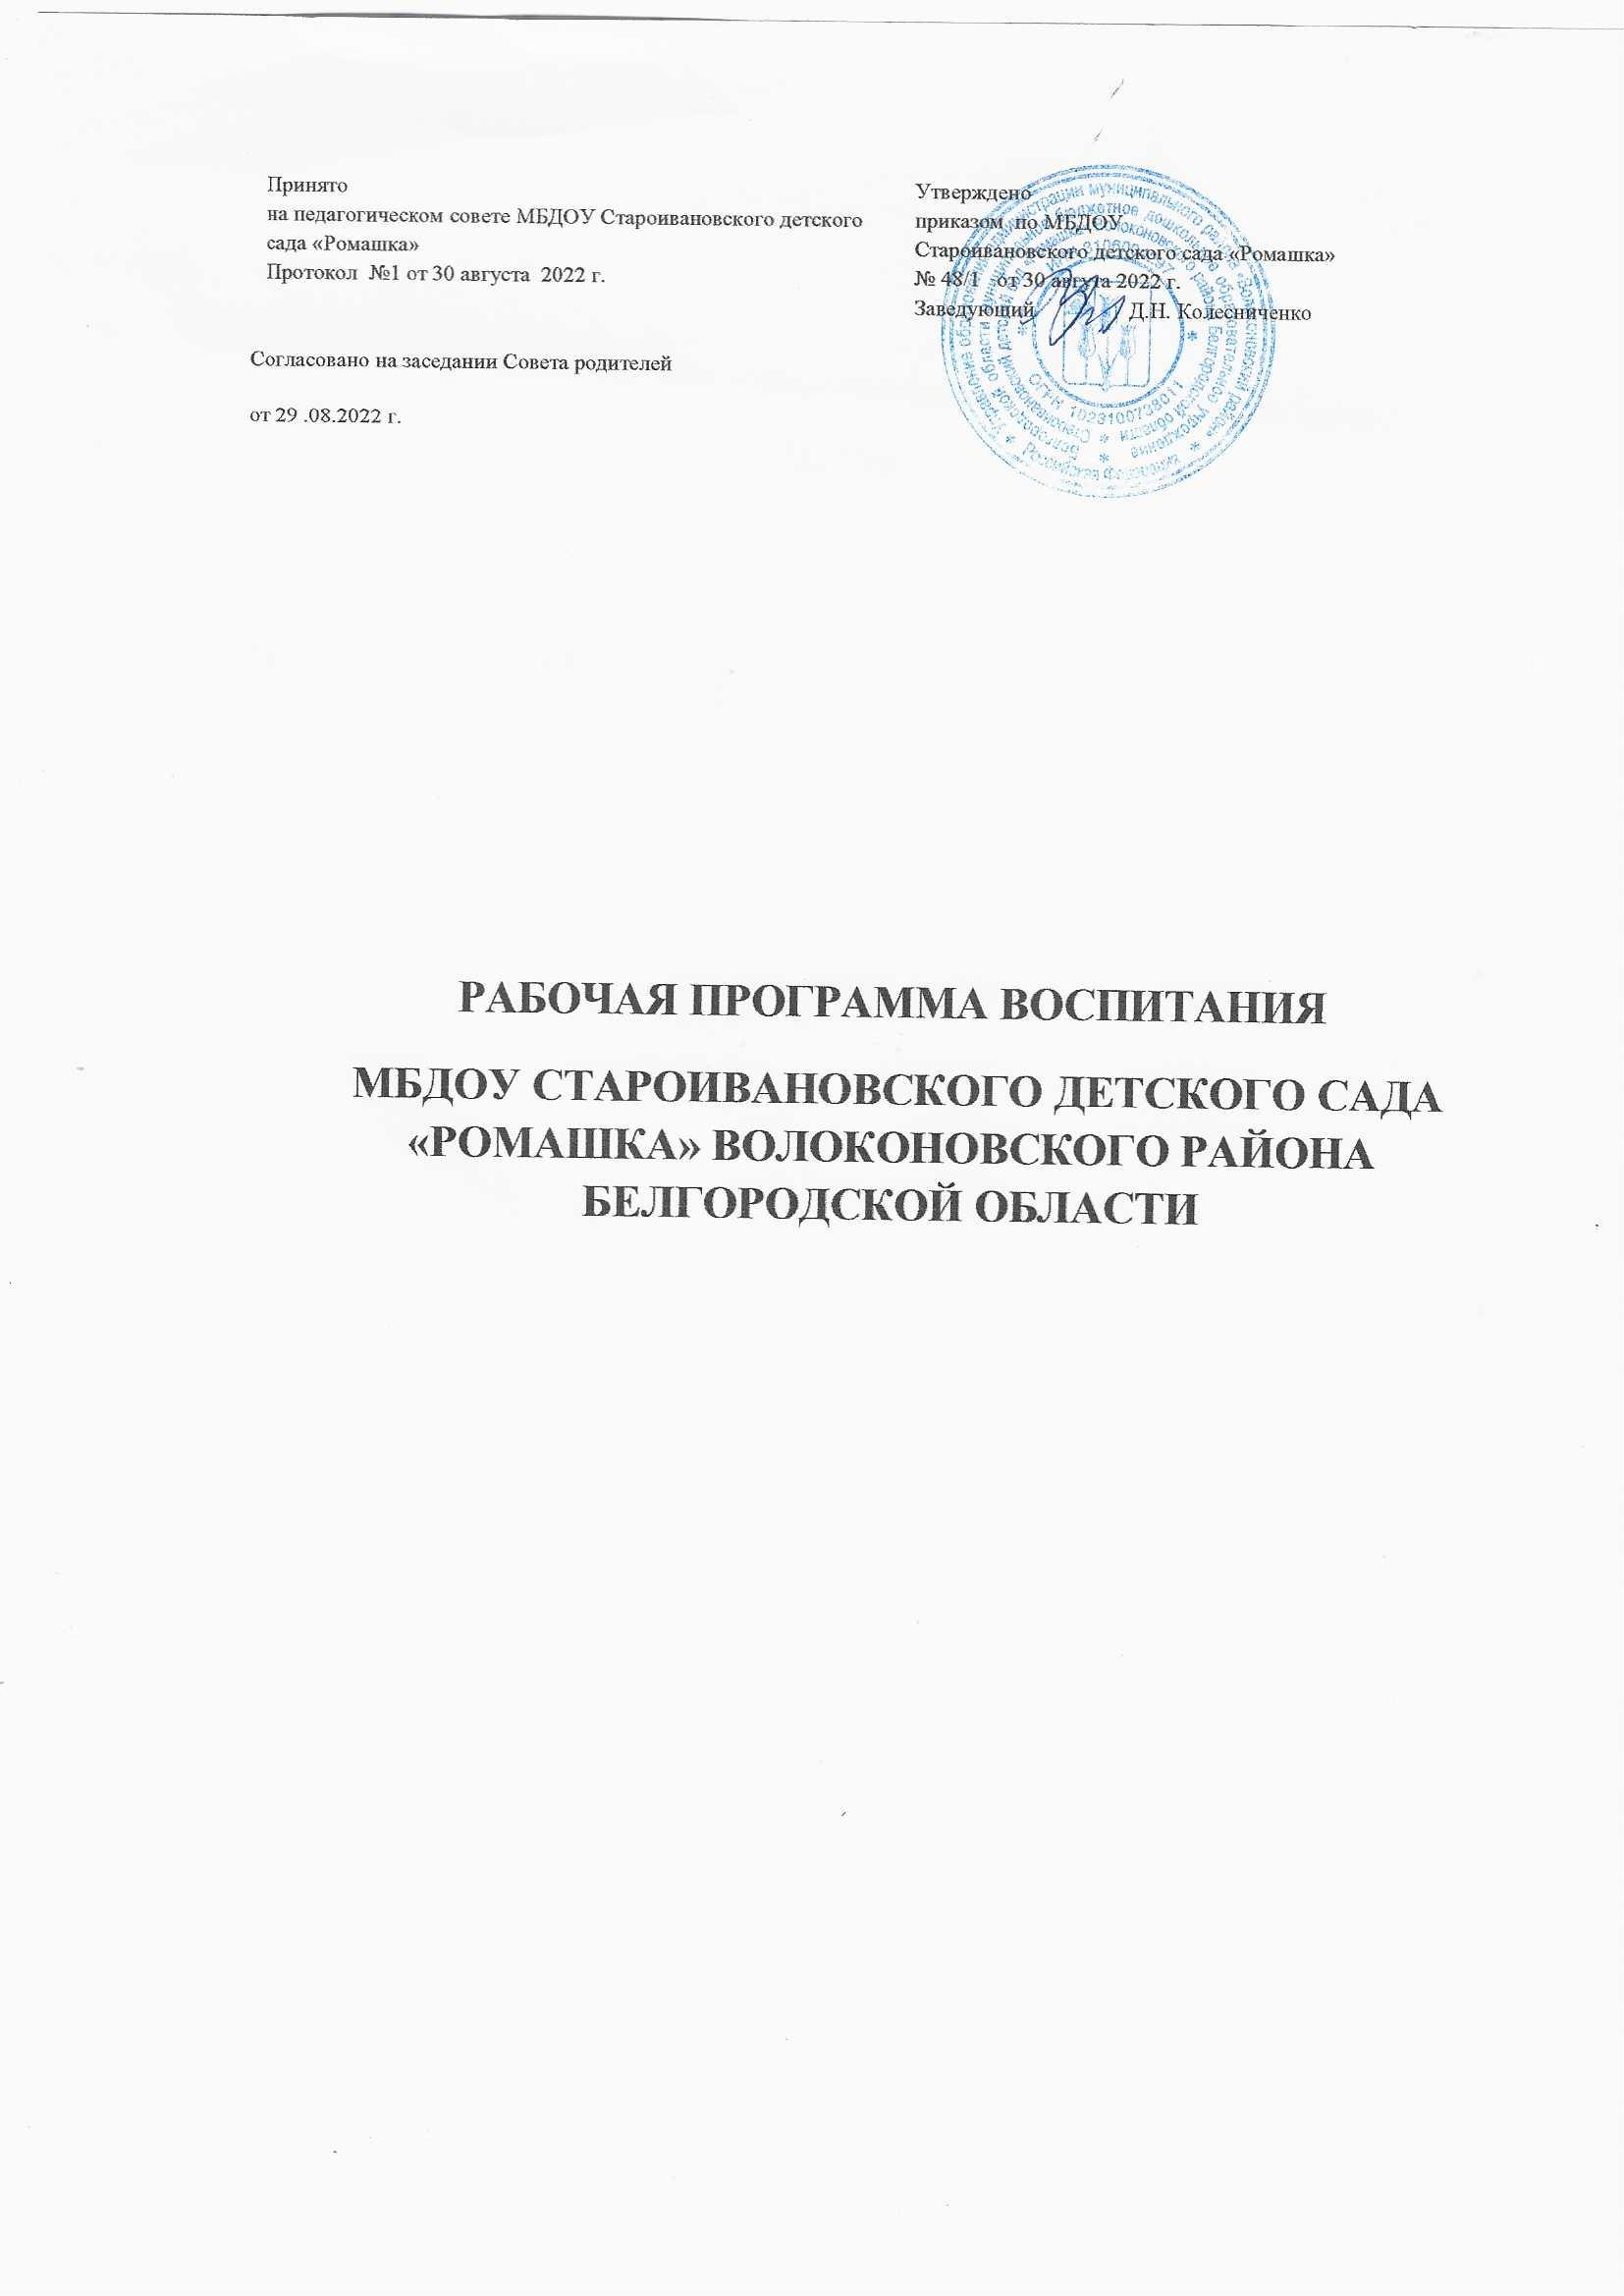 Принято
на педагогическом совете МБДОУ Староивановского детского
сада «Ромашка»
Протокол №1 от 30 августа 2022 г.
Согласовано на заседании Совета родителей
от 29 .08.2022 г.
Утверждено
приказом по МБДОУ
Староивановского детского сада «Ромашка»
№ 48/1 от 30 августа 2022 г.
Заведующий Д.Н. Колесниченко
ОГРН 1023100738011
РАБОЧАЯ ПРОГРАММА ВОСПИТАНИЯ
МБДОУ СТАРОИВАНОВСКОГО ДЕТСКОГО САДА
«РОМАШКА» ВОЛОКОНОВСКОГО РАЙОНА
БЕЛГОРОДСКОЙ ОБЛАСТИ